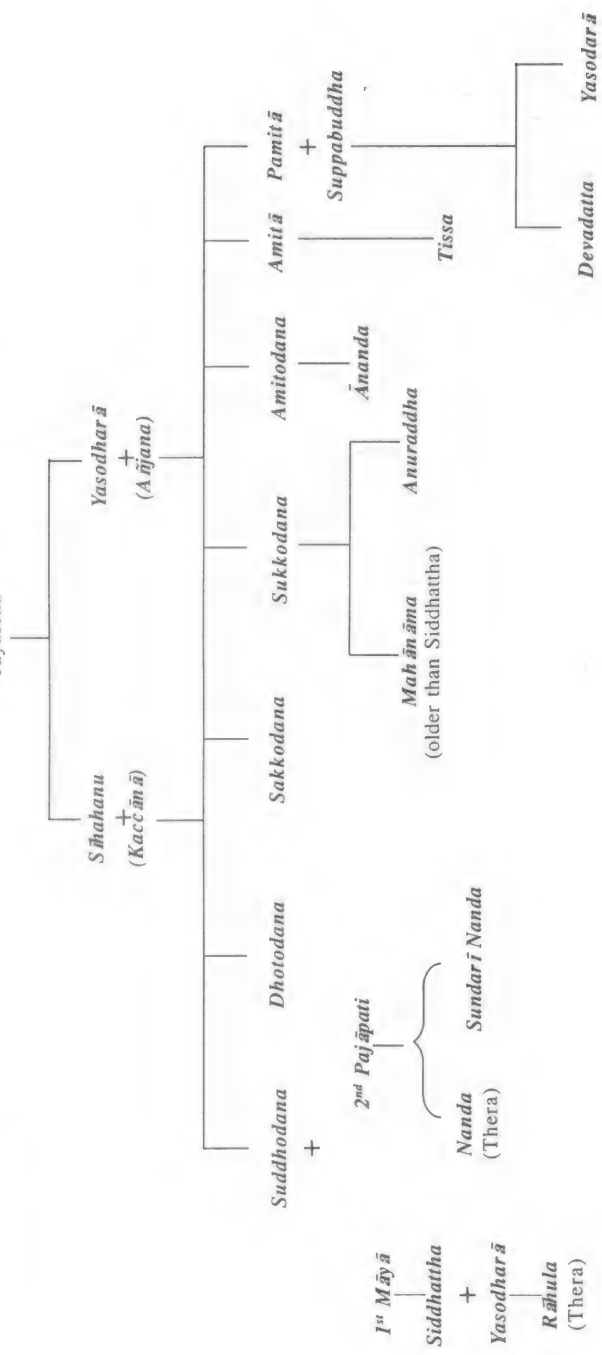 Sīhahanu
+
(Kaccānā)
Yasodharā
+
(Añjana)
Suddhodana
+
Dhotodana
Sakkodana
Sukkodana
Amitodana
Amitā
Pamitā
+
Suppabuddha
1st Māyā
Siddhattha
+
Yasodharā
Rāhula
(Thera)
2nd Pajāpati
Nanda
(Thera)
Sundarī Nanda
Mahānāma
(older than Siddhattha)
Anuraddha
Ānanda
Tissa
Devadatta
Yasodarā